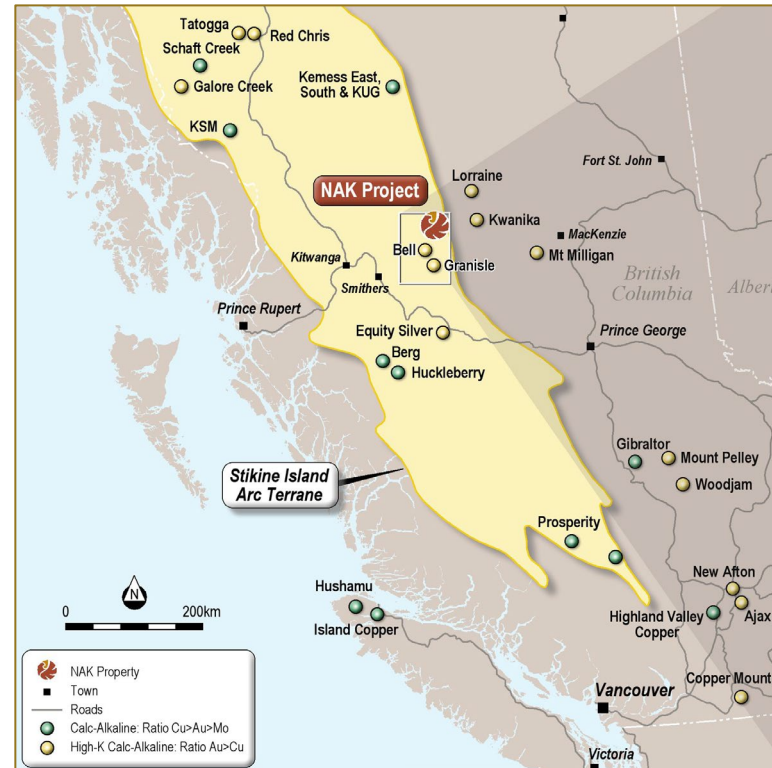 Tatogga
Red Chris
Schaft Creek
Galore Creek
Kemess East,
South & KUG
KSM
Fort St. John
NAK Project
Lorraine
Kwanika
MacKenzie
Bell
Granisle
Mt Milligan
Kitwanga
Smithers
British
Columbia
Albert
Prince Rupert
Equity Silver
Prince George
Berg
Huckleberry
Gibraltor
Mount Pelley
Woodjam
Stikine Island
Arc Terrane
Prosperity
New Afton
Hushamu
Island Copper
Highland Valley
Copper
Ajax
N
0 200km
Copper Mount
Vancouver
Victoria
NAK Property
Town
Roads
Calc-Alkaline: Ratio Cu>Au>Mo
High-K Calc-Alkaline: Ratio Au>Cu